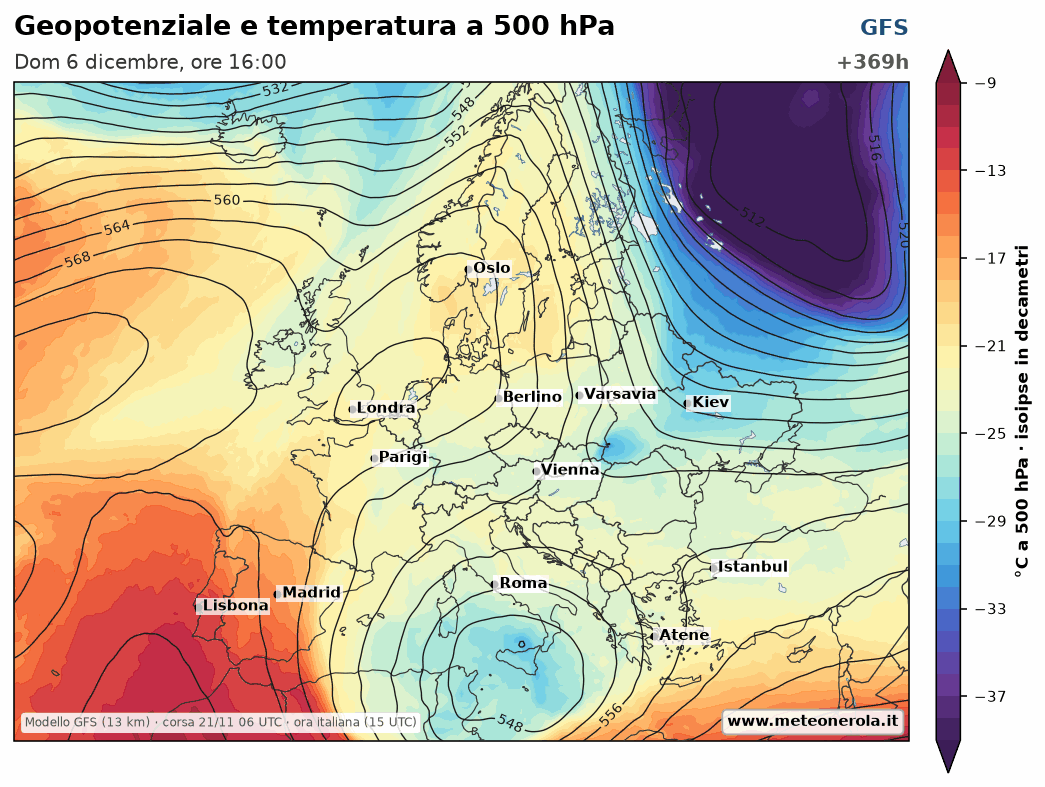 Geopotenziale e temperatura a 500 hPa
GFS
Dom 6 dicembre, ore 16:00
+369h
532
548
552
560
564
568
516
512
520
Oslo
Londra
Berlino
Varsavia
Kiev
Parigi
Vienna
Roma
Istanbul
Madrid
Lisbona
Atene
548
556
Modello GFS (13 km) · corsa 21/11 06 UTC · ora italiana (15 UTC)
www.meteonerola.it
−9
−13
−17
−21
−25
−29
−33
−37
°C a 500 hPa · isoipse in decametri